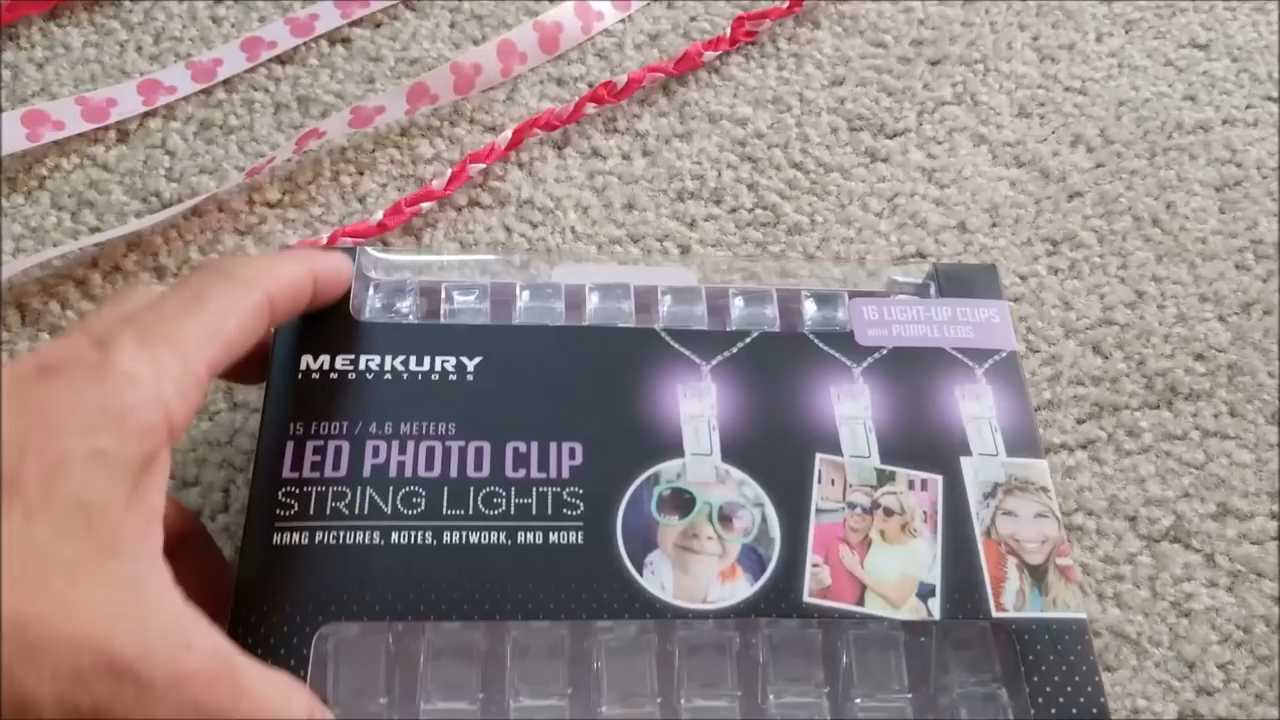 16 LIGHT-UP CLIPS
WITH PURPLE LEDS
MERKURY
INNOVATIONS
15 FOOT / 4.6 METERS
LED PHOTO CLIP
STRING LIGHTS
HANG PICTURES, NOTES, ARTWORK, AND MORE